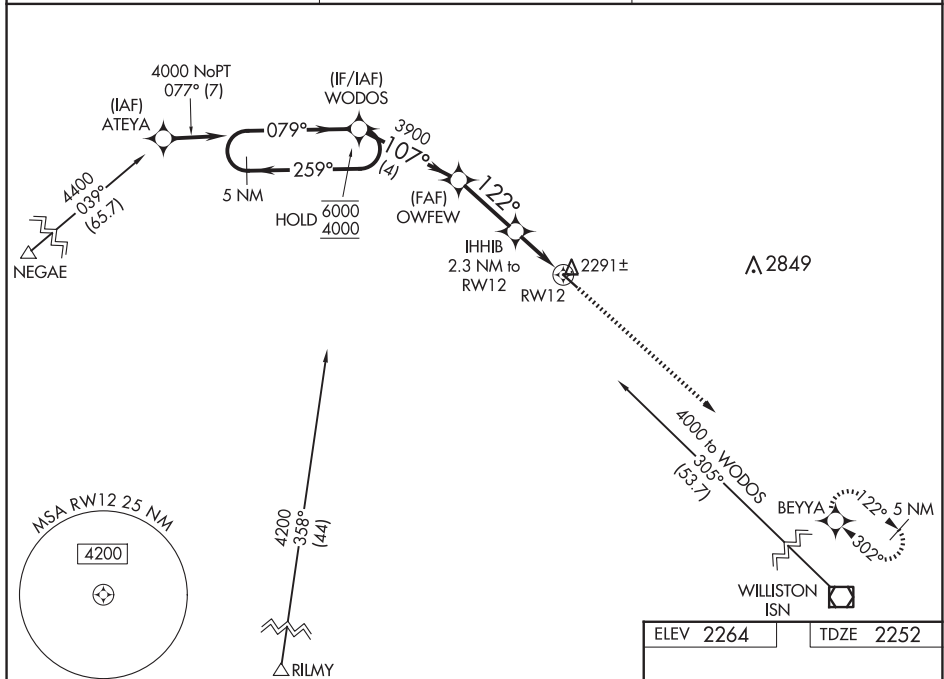 4000 NoPT
077° (7)
(IAF)
ATEYA
(IF/IAF)
WODOS
079°
259°
5 NM
HOLD 6000
4000
3900
107°
(4)
(FAF)
OWFEW
122°
IHHIB
2.3 NM to
RW12
RW12
2291±
2849
4400
039°
(65.7)
NEGAE
4200
358°
(44)
RILMY
MSA RW12 25 NM
4200
4000 to WODOS
305°
(53.7)
BEYYA
122°
5 NM
302°
WILLISTON
ISN
ELEV 2264
TDZE 2252